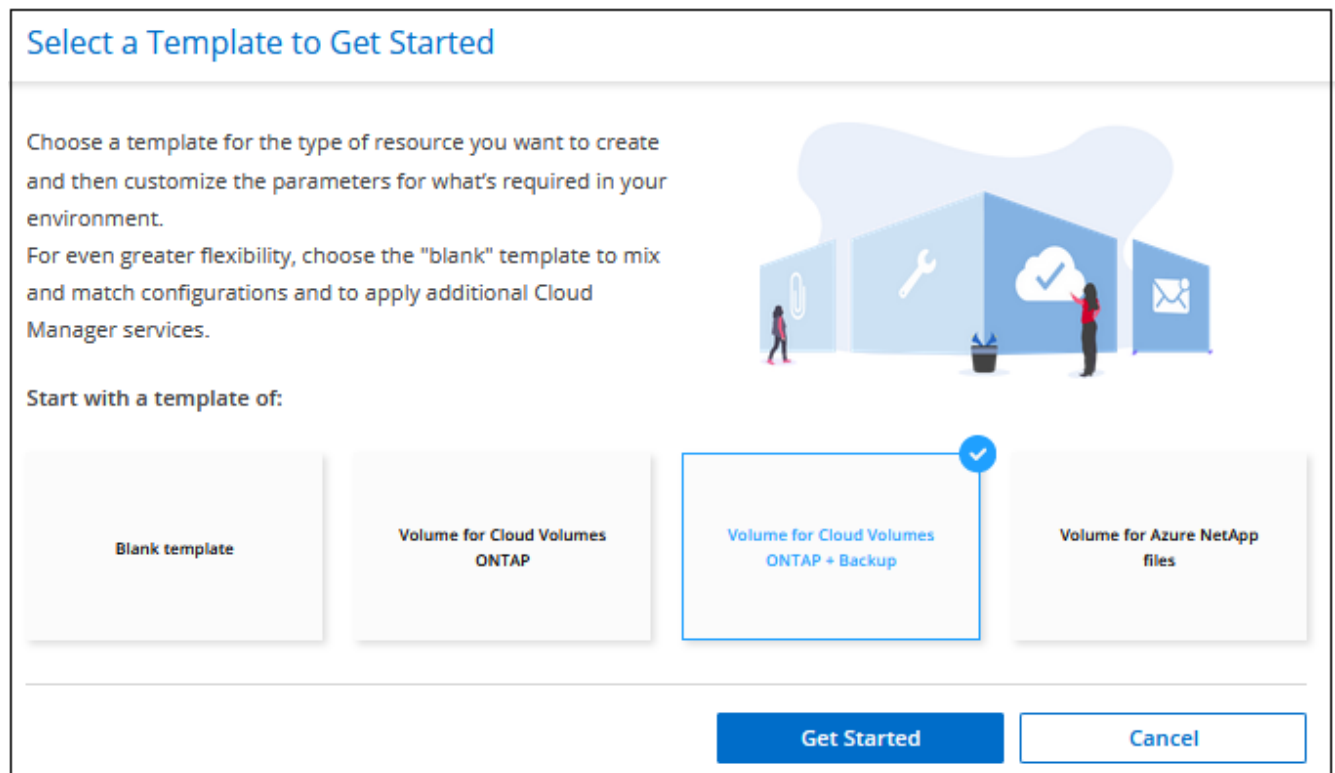 Select a Template to Get Started
Choose a template for the type of resource you want to create
and then customize the parameters for what's required in your
environment.
For even greater flexibility, choose the "blank" template to mix
and match configurations and to apply additional Cloud
Manager services.
Start with a template of:
Blank template
Volume for Cloud Volumes
ONTAP
Volume for Cloud Volumes
ONTAP + Backup
Volume for Azure NetApp
files
Get Started
Cancel